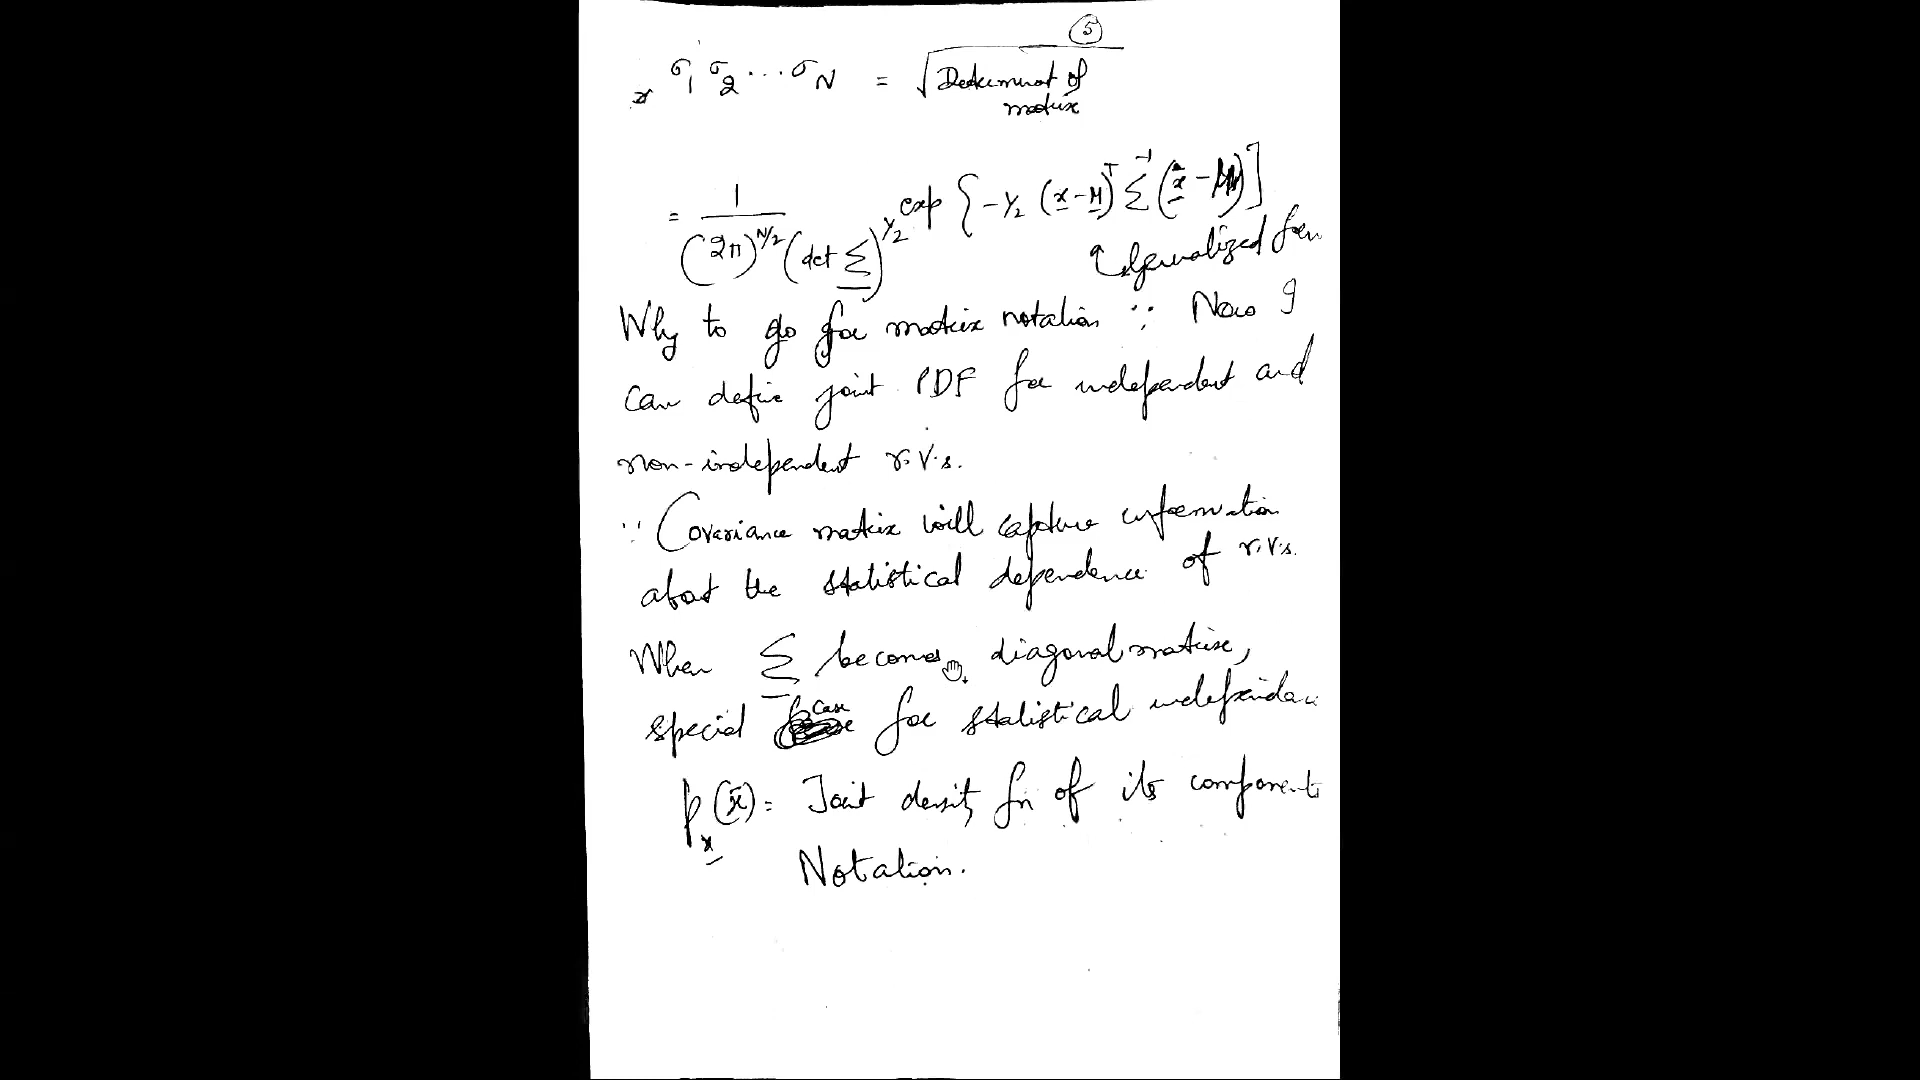 5
* σ1 σ2 ... σN = √Determinant of
matrix
= 1 / (2π)^N/2 (det Σ)^1/2 exp { -1/2 (x - M)^T Σ^-1 (x - M) ]
↑ Generalized form
Why to go for matrix notation ∵ Now I
can define joint PDF for independent and
non-independent r.v.s.
∵ Covariance matrix will capture information
about the statistical dependence of r.v.s.
When Σ becomes diagonal matrix,
special case for statistical independence
p_x(x) = Joint density fn of its components
Notation.